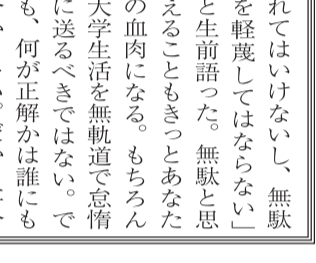 れてはいけないし、無駄
を軽蔑してはならない」
と生前語った。無駄と思
えることもきっとあなた
の血肉になる。もちろん
大学生活を無軌道で怠惰
に送るべきではない。で
も、何が正解かは誰にも